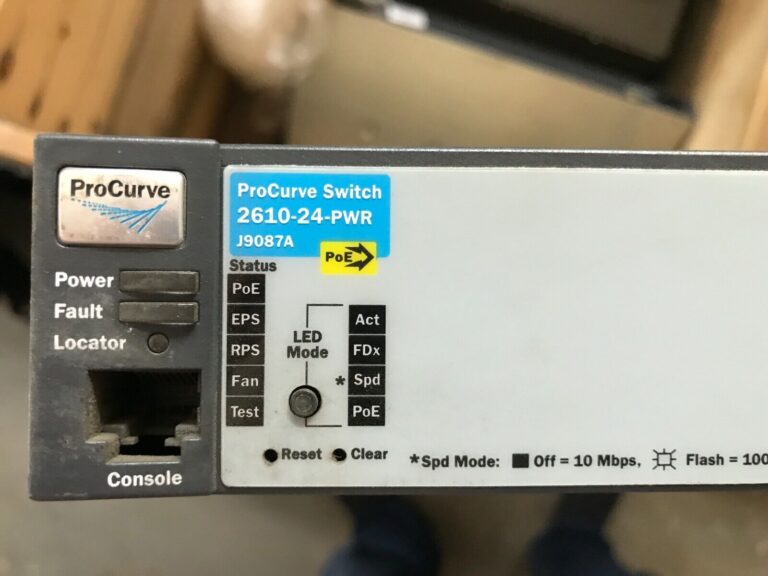 ProCurve
Power
Fault
Locator
Console
ProCurve Switch
2610-24-PWR
J9087A
PoE
Status
PoE
EPS
RPS
Fan
Test
LED
Mode
Act
FDx
* Spd
PoE
Reset
Clear
*Spd Mode: Off = 10 Mbps, Flash = 100